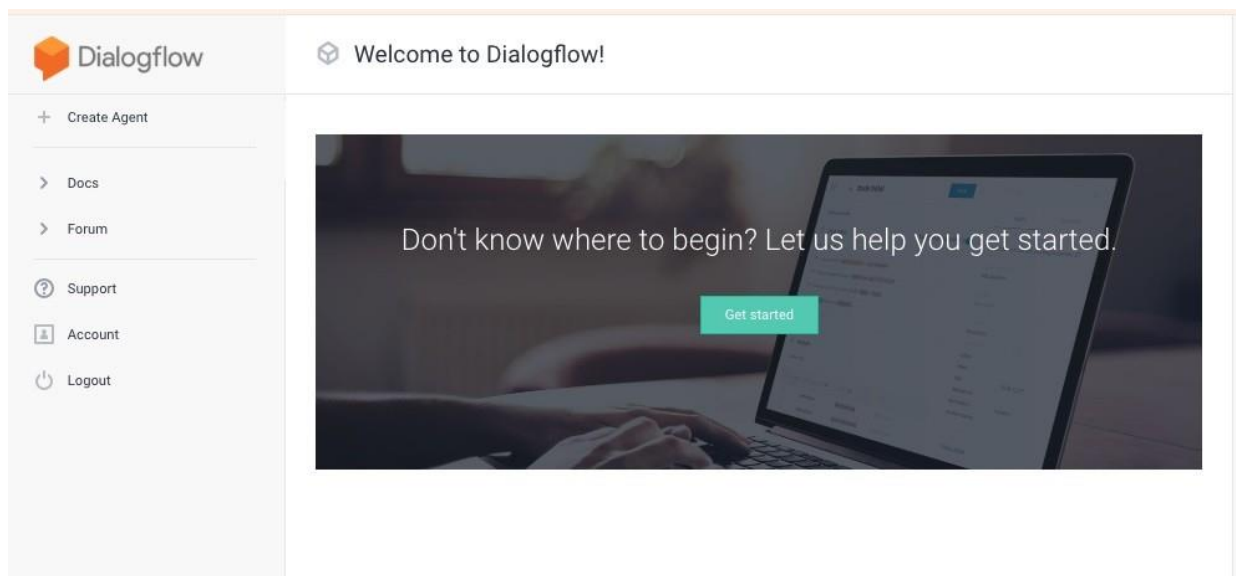 Dialogflow
Welcome to Dialogflow!
Create Agent
Docs
Forum
Support
Account
Logout
Don't know where to begin? Let us help you get started.
Get started